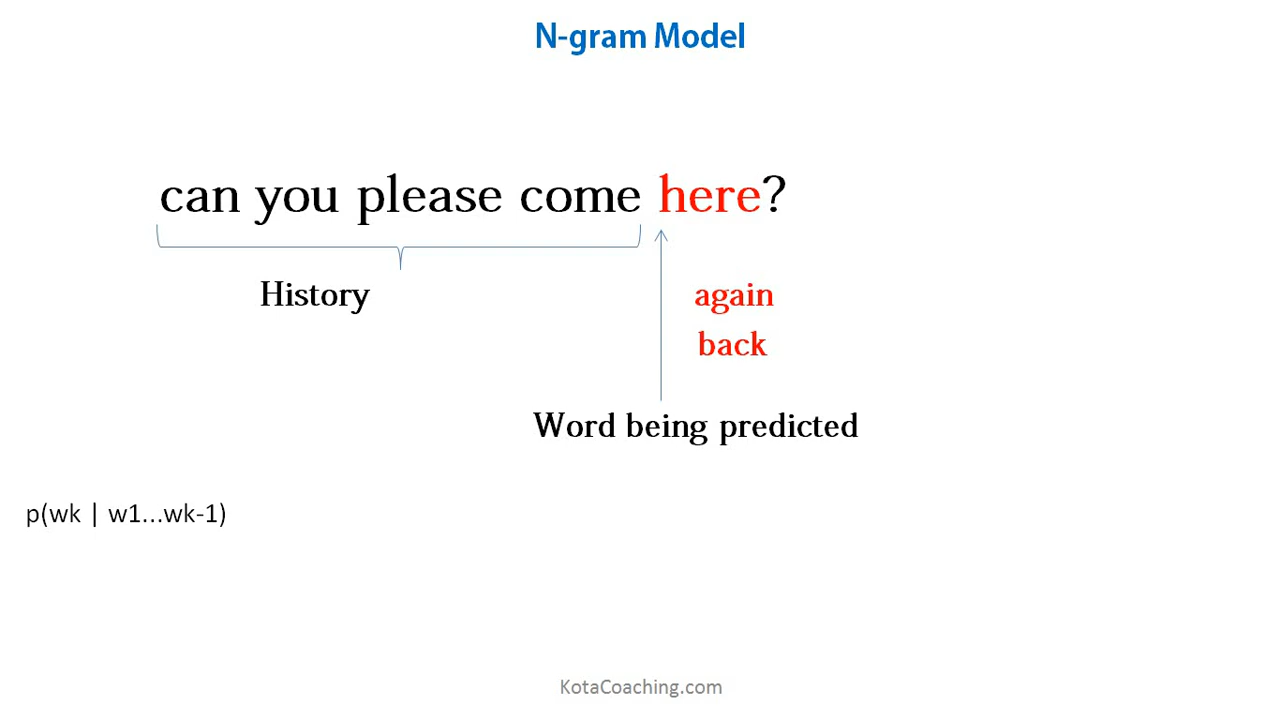 N-gram Model
can you please come here?
History
again
back
Word being predicted
p(wk | w1...wk-1)
KotaCoaching.com